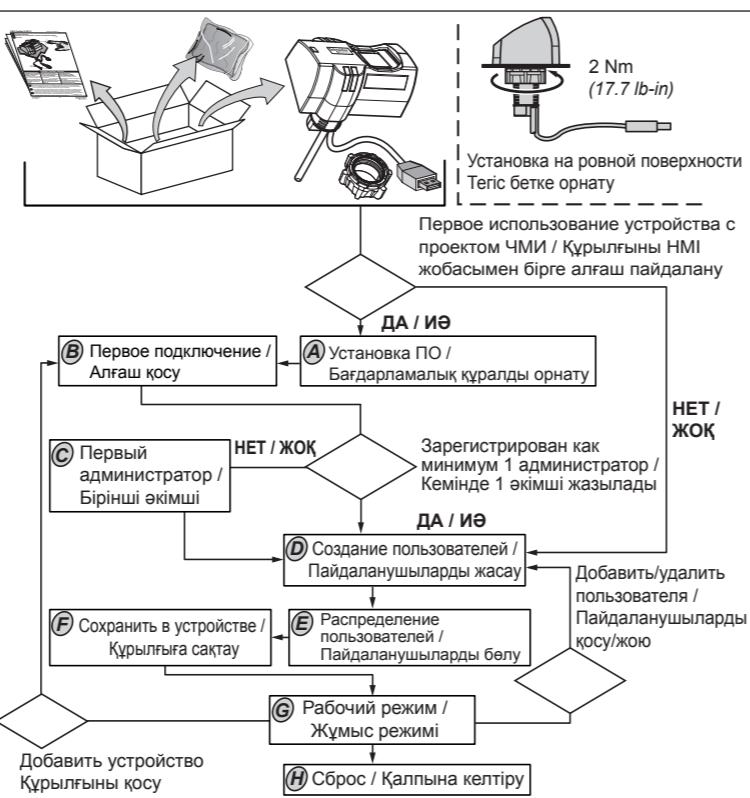 2 Nm
(17.7 lb-in)
Установка на ровной поверхности
Тегіс бетке орнату
Первое использование устройства с
проектом ЧМИ / Құрылғыны HMI
жобасымен бірге алғаш пайдалану
ДА / ИӘ
B Первое подключение /
Алғаш қосу
A Установка ПО /
Бағдарламалық құралды орнату
НЕТ /
ЖОҚ
C Первый
администратор /
Бірінші әкімші
НЕТ / ЖОҚ
Зарегистрирован как
минимум 1 администратор /
Кемінде 1 әкімші жазылады
ДА / ИӘ
D Создание пользователей /
Пайдаланушыларды жасау
Добавить/удалить
пользователя /
Пайдаланушыларды
қосу/жою
F Сохранить в устройстве /
Құрылғыға сақтау
E Распределение
пользователей /
Пайдаланушыларды бөлу
G Рабочий режим /
Жұмыс режимі
Добавить устройство
Құрылғыны қосу
H Сброс / Қалпына келтіру